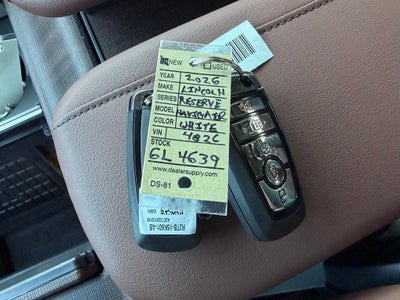 NEW USED
YEAR 2026
MAKE LINCOLN
SERIES RESERVE
MODEL NAVIGATOR
COLOR WHITE
VIN 4826
STOCK
6L 4639
www.dealersupply.com
DS-81